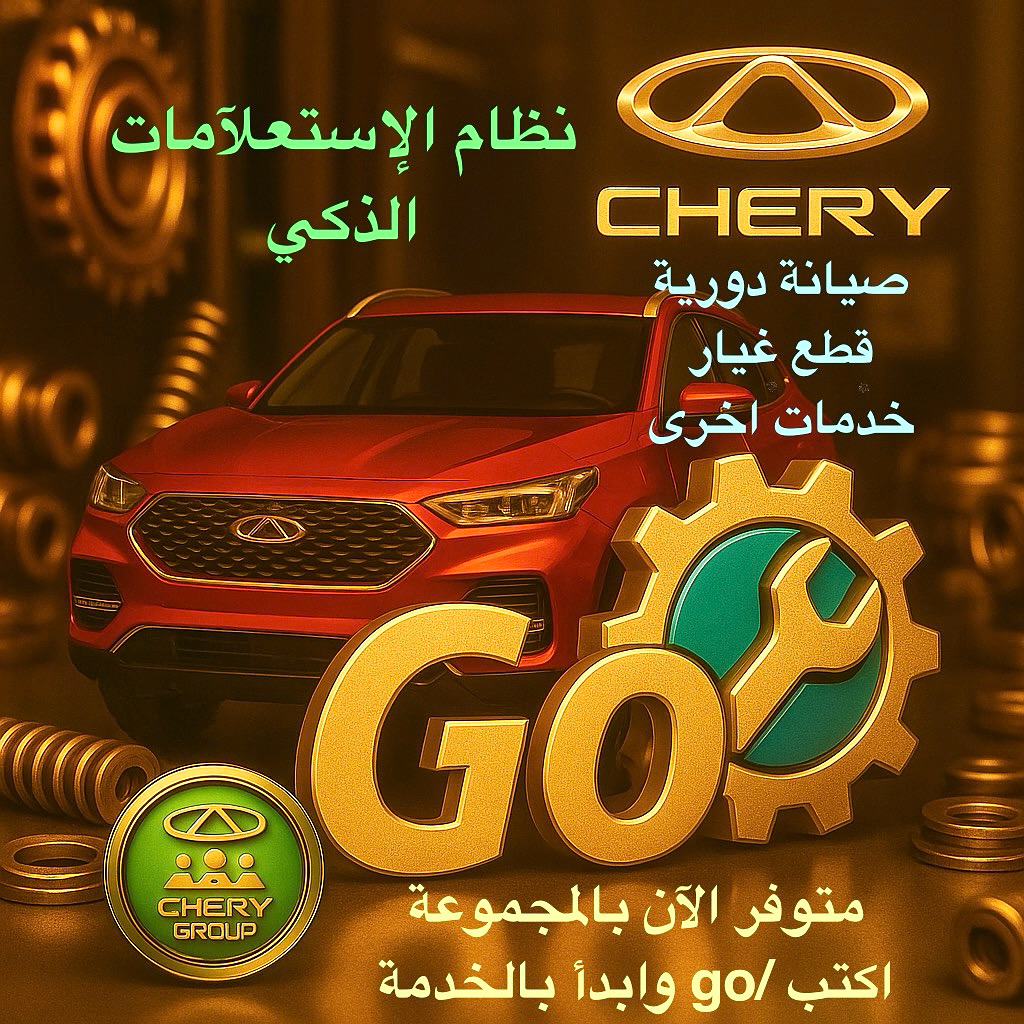 نظام الإستعلآمات
الذكي
CHERY
صيانة دورية
قطع غيار
خدمات اخرى
Go
CHERY
GROUP
متوفر الآن بالمجموعة
اكتب /go وابدأ بالخدمة